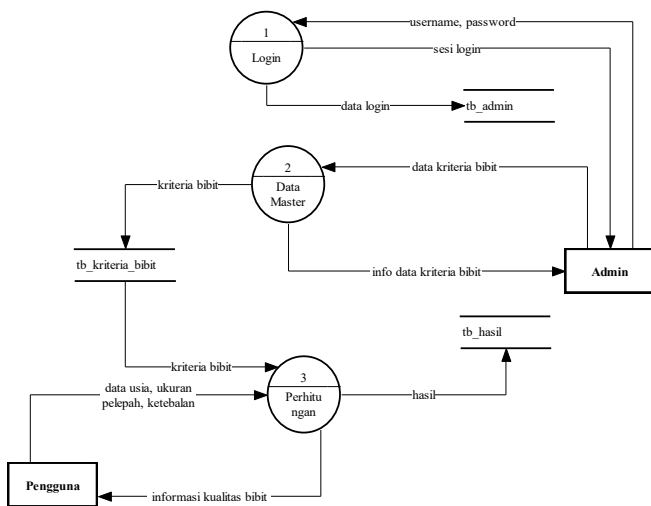 username, password
1
Login
sesi login
data login
tb_admin
data kriteria bibit
2
Data
Master
kriteria bibit
tb_kriteria_bibit
info data kriteria bibit
Admin
tb_hasil
kriteria bibit
3
Perhitu
ngan
data usia, ukuran
pelepah, ketebalan
hasil
Pengguna
informasi kualitas bibit